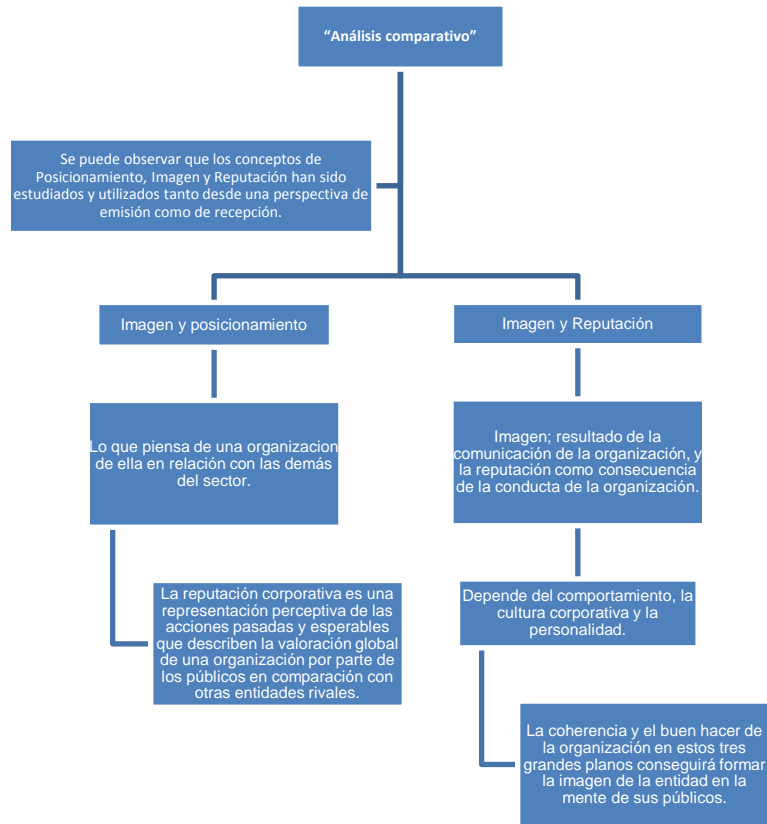 “Análisis comparativo”
Se puede observar que los conceptos de
Posicionamiento, Imagen y Reputación han sido
estudiados y utilizados tanto desde una perspectiva de
emisión como de recepción.
Imagen y posicionamiento
Lo que piensa de una organizacion
de ella en relación con las demás
del sector.
La reputación corporativa es una
representación perceptiva de las
acciones pasadas y esperables
que describen la valoración global
de una organización por parte de
los públicos en comparación con
otras entidades rivales.
Imagen y Reputación
Imagen; resultado de la
comunicación de la organización, y
la reputación como consecuencia
de la conducta de la organización.
Depende del comportamiento, la
cultura corporativa y la
personalidad.
La coherencia y el buen hacer de
la organización en estos tres
grandes planos conseguirá formar
la imagen de la entidad en la
mente de sus públicos.